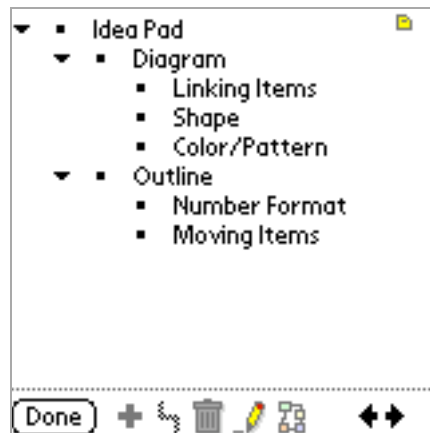 Idea Pad
Diagram
Linking Items
Shape
Color/Pattern
Outline
Number Format
Moving Items
Done